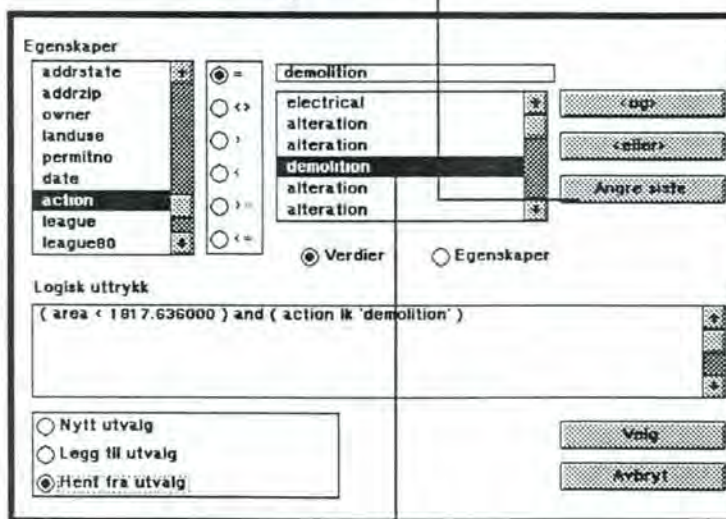 Egenskaper
addrstate
addrzip
owner
landuse
permitno
date
action
league
league80
=
<>
>
<
>=
<=
demolition
electrical
alteration
alteration
demolition
alteration
alteration
<og>
<eller>
Angre siste
Verdier
Egenskaper
Logisk uttrykk
( area < 1817.636000 ) and ( action lk 'demolition' )
Nytt utvalg
Legg til utvalg
Hent fra utvalg
Velg
Avbryt